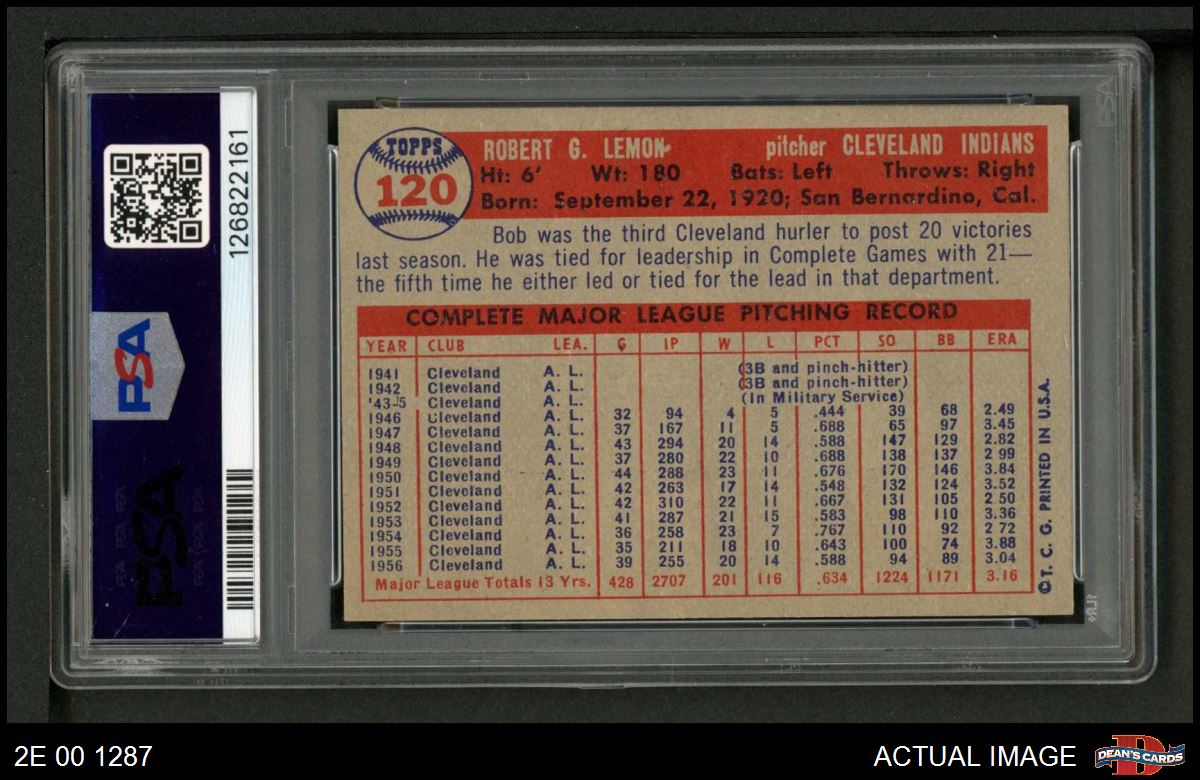 126822161
PSA
PSA
TOPPS
120
ROBERT G. LEMON pitcher CLEVELAND INDIANS
Ht: 6' Wt: 180 Bats: Left Throws: Right
Born: September 22, 1920; San Bernardino, Cal.
Bob was the third Cleveland hurler to post 20 victories
last season. He was tied for leadership in Complete Games with 21—
the fifth time he either led or tied for the lead in that department.
COMPLETE MAJOR LEAGUE PITCHING RECORD
YEAR CLUB LEA. G IP W L PCT SO BB ERA
1941 Cleveland A. L. (3B and pinch-hitter)
1942 Cleveland A. L. (3B and pinch-hitter)
'43-5 Cleveland A. L. (In Military Service)
1946 Cleveland A. L. 32 94 4 5 .444 39 68 2.49
1947 Cleveland A. L. 37 167 11 5 .688 65 97 3.45
1948 Cleveland A. L. 43 294 20 14 .588 147 129 2.82
1949 Cleveland A. L. 37 280 22 10 .688 138 137 2 99
1950 Cleveland A. L. 44 288 23 11 .676 170 146 3.84
1951 Cleveland A. L. 42 263 17 14 .548 132 124 3.52
1952 Cleveland A. L. 42 310 22 11 .667 131 105 2 50
1953 Cleveland A. L. 41 287 21 15 .583 98 110 3.36
1954 Cleveland A. L. 36 258 23 7 .767 110 92 2 72
1955 Cleveland A. L. 35 211 18 10 .643 100 74 3.88
1956 Cleveland A. L. 39 255 20 14 .588 94 89 3.04
Major League Totals 13 Yrs. 428 2707 201 116 .634 1224 1171 3.16
© T. C. G. PRINTED IN U.S.A.
PSA
2E 00 1287
ACTUAL IMAGE
DEAN'S CARDS